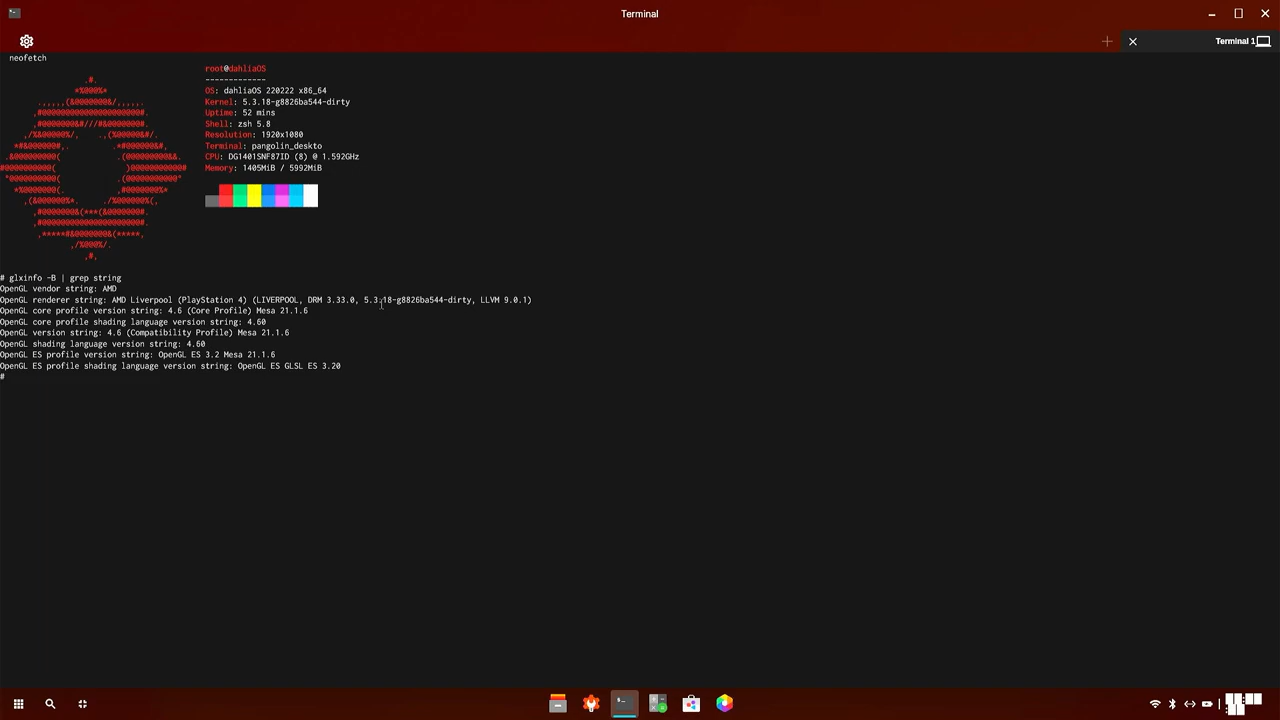 Terminal
Terminal 1
neofetch
root@dahliaOS
-------------
OS: dahliaOS 220222 x86_64
Kernel: 5.3.18-g8826ba544-dirty
Uptime: 52 mins
Shell: zsh 5.8
Resolution: 1920x1080
Terminal: pangolin_deskto
CPU: DG1401SNF87ID (8) @ 1.592GHz
Memory: 1405MiB / 5992MiB
# glxinfo -B | grep string
OpenGL vendor string: AMD
OpenGL renderer string: AMD Liverpool (PlayStation 4) (LIVERPOOL, DRM 3.33.0, 5.3.18-g8826ba544-dirty, LLVM 9.0.1)
OpenGL core profile version string: 4.6 (Core Profile) Mesa 21.1.6
OpenGL core profile shading language version string: 4.60
OpenGL version string: 4.6 (Compatibility Profile) Mesa 21.1.6
OpenGL shading language version string: 4.60
OpenGL ES profile version string: OpenGL ES 3.2 Mesa 21.1.6
OpenGL ES profile shading language version string: OpenGL ES GLSL ES 3.20
#